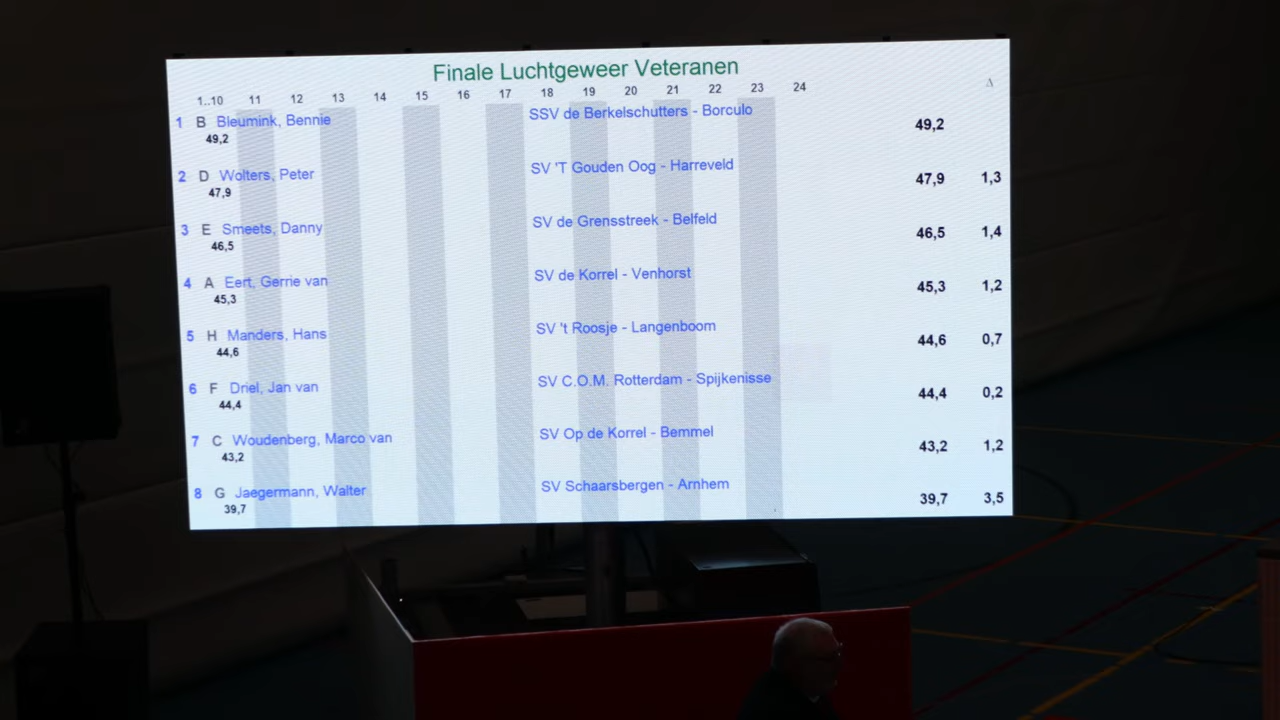 Finale Luchtgeweer Veteranen
1..10 11 12 13 14 15 16 17 18 19 20 21 22 23 24 Δ
1 B Bleumink, Bennie SSV de Berkelschutters - Borculo
49,2 49,2
2 D Wolters, Peter SV 'T Gouden Oog - Harreveld
47,9 47,9 1,3
3 E Smeets, Danny SV de Grensstreek - Belfeld
46,5 46,5 1,4
4 A Eert, Gerrie van SV de Korrel - Venhorst
45,3 45,3 1,2
5 H Manders, Hans SV 't Roosje - Langenboom
44,6 44,6 0,7
6 F Driel, Jan van SV C.O.M. Rotterdam - Spijkenisse
44,4 44,4 0,2
7 C Woudenberg, Marco van SV Op de Korrel - Bemmel
43,2 43,2 1,2
8 G Jaegermann, Walter SV Schaarsbergen - Arnhem
39,7 39,7 3,5